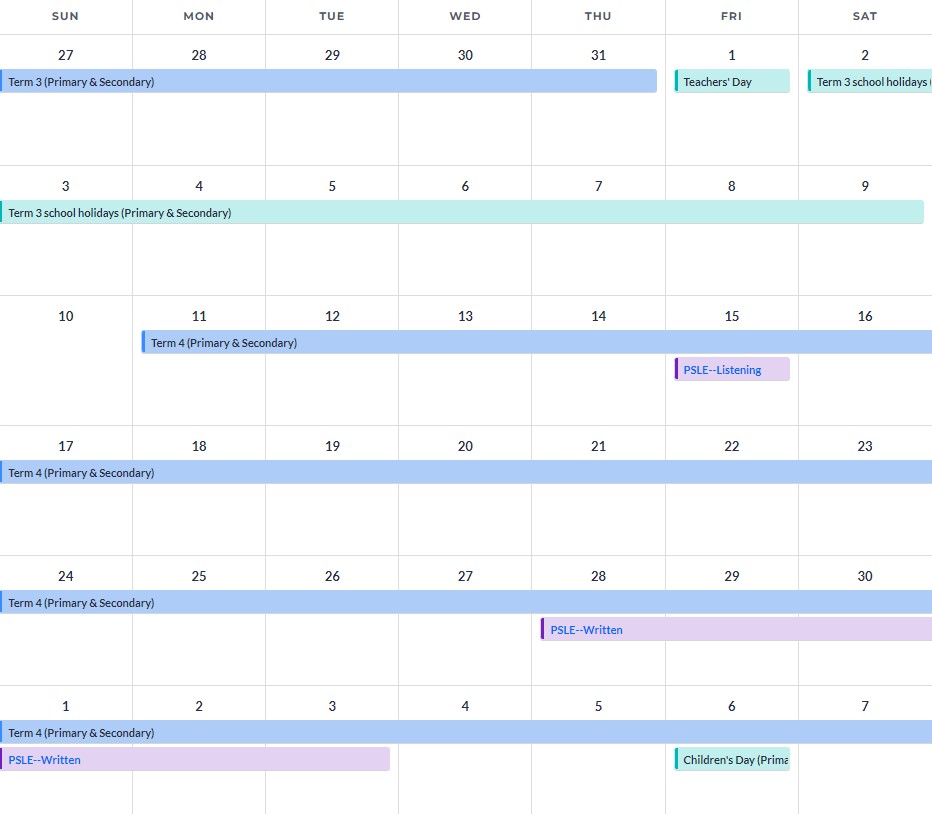 SUN MON TUE WED THU FRI SAT
27 28 29 30 31 1 2
Term 3 (Primary & Secondary) Teachers' Day Term 3 school holidays (
3 4 5 6 7 8 9
Term 3 school holidays (Primary & Secondary)
10 11 12 13 14 15 16
Term 4 (Primary & Secondary)
PSLE--Listening
17 18 19 20 21 22 23
Term 4 (Primary & Secondary)
24 25 26 27 28 29 30
Term 4 (Primary & Secondary)
PSLE--Written
1 2 3 4 5 6 7
Term 4 (Primary & Secondary)
PSLE--Written Children's Day (Prima